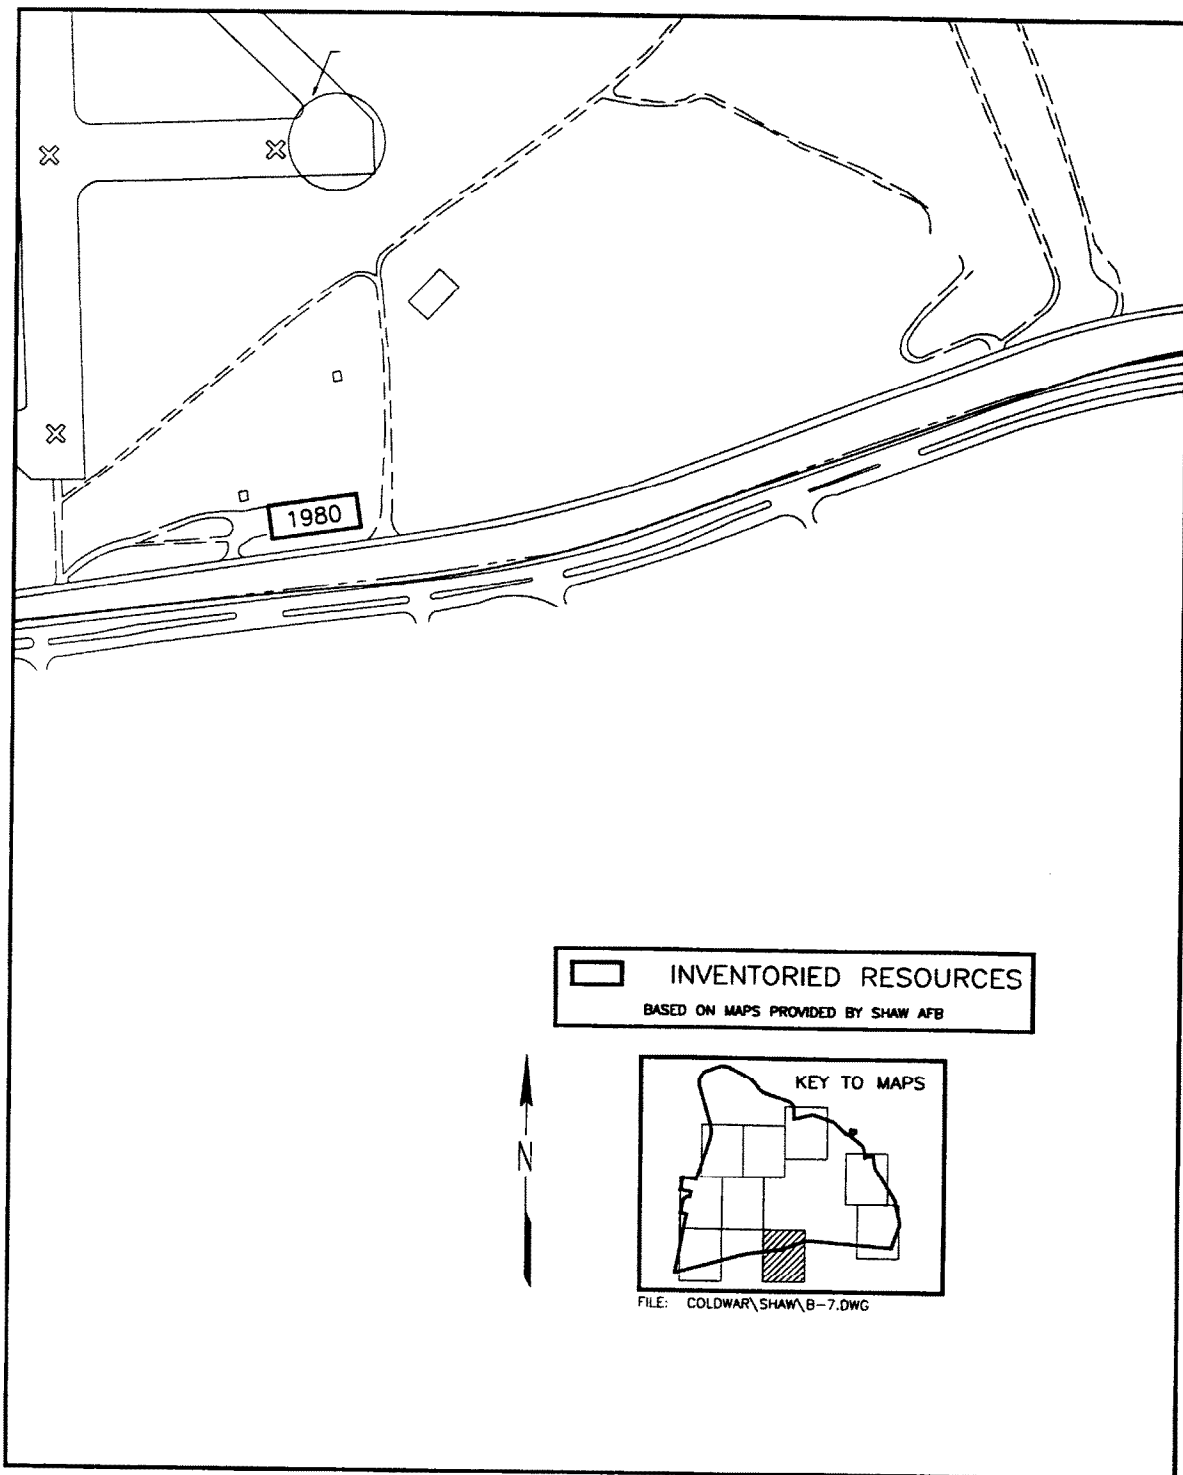 1980
INVENTORIED RESOURCES
BASED ON MAPS PROVIDED BY SHAW AFB
KEY TO MAPS
N
FILE: COLDWAR\SHAW\B-7.DWG